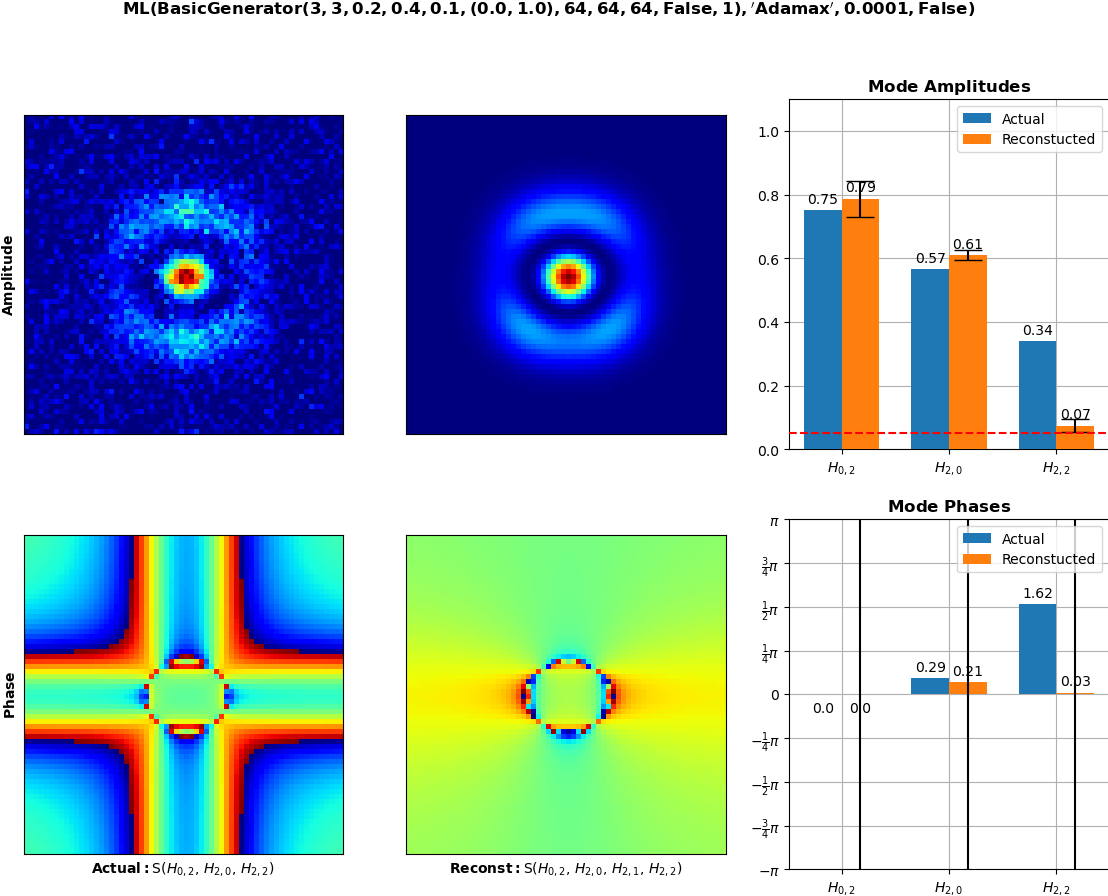 ML(BasicGenerator(3, 3, 0.2, 0.4, 0.1, (0.0, 1.0), 64, 64, 64, False, 1), 'Adamax', 0.0001, False)
Mode Amplitudes
Actual
Reconstucted
1.0
0.8
0.6
0.4
0.2
0.0
0.75
0.79
0.57
0.61
0.34
0.07
H0,2
H2,0
H2,2
Amplitude
Mode Phases
Actual
Reconstucted
π
3/4π
1/2π
1/4π
0
−1/4π
−1/2π
−3/4π
−π
0.0
0.0
0.29
0.21
1.62
0.03
H0,2
H2,0
H2,2
Phase
Actual: S(H0,2, H2,0, H2,2)
Reconst: S(H0,2, H2,0, H2,1, H2,2)